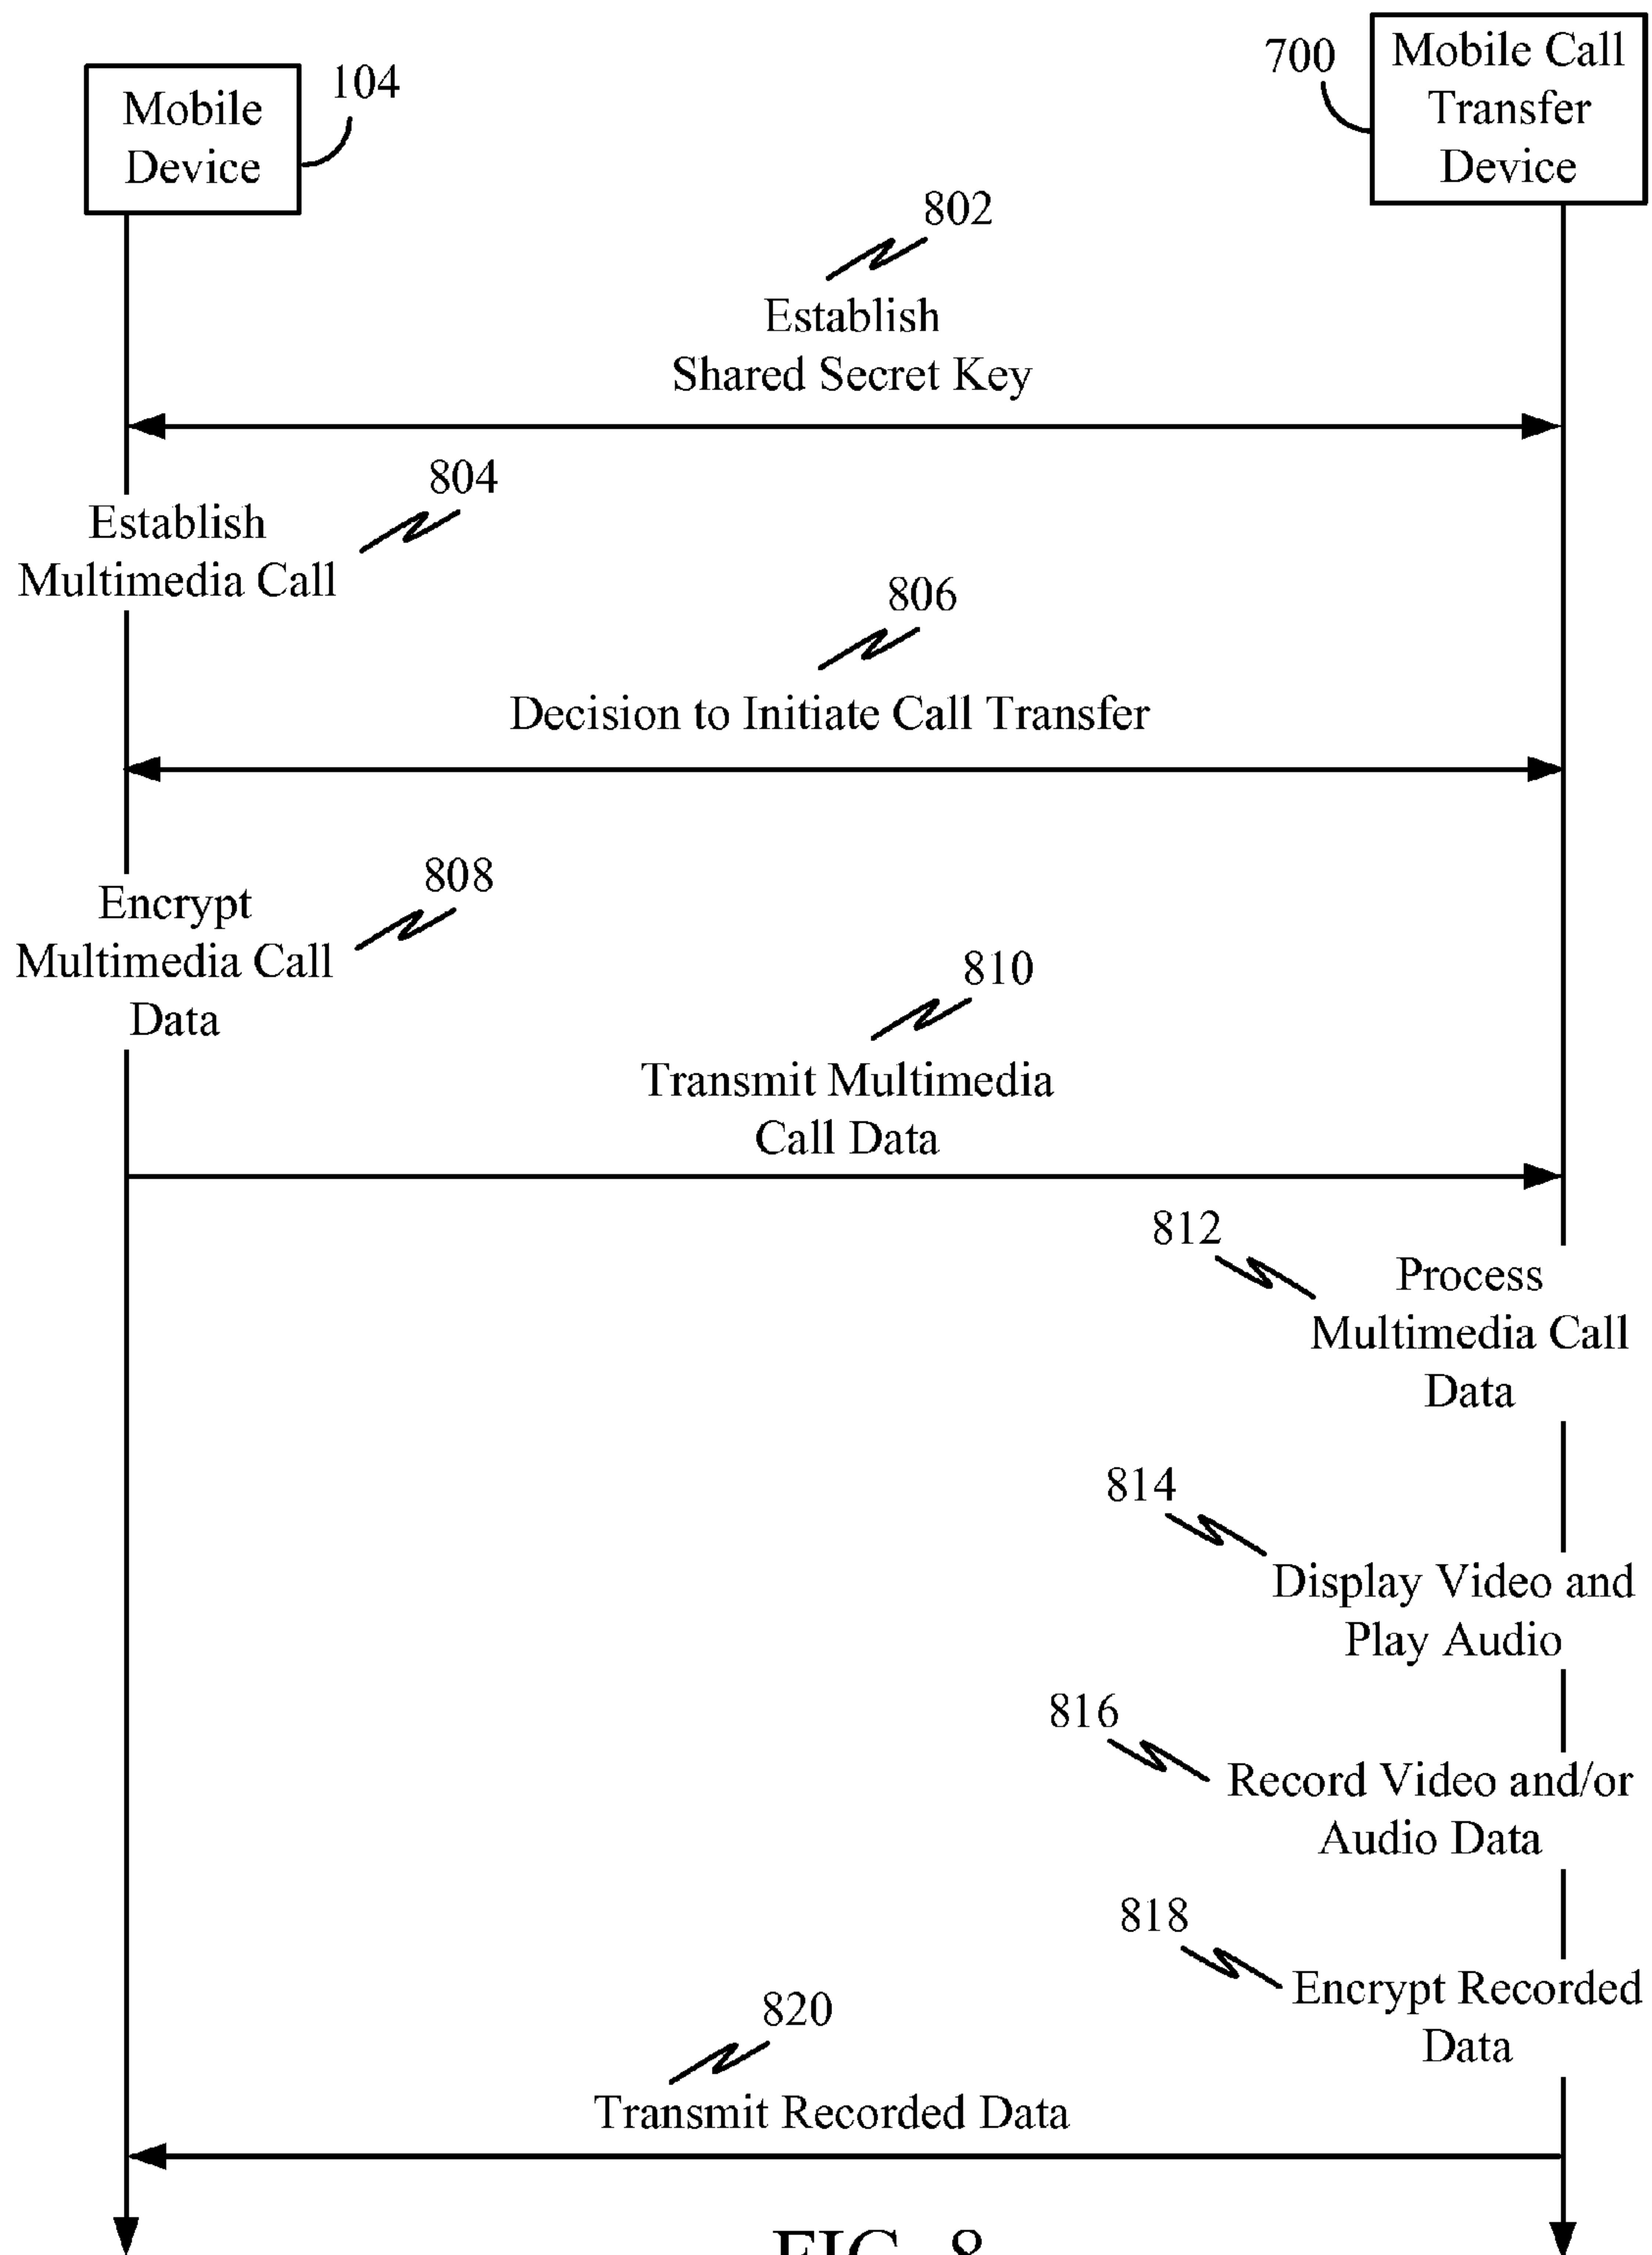 Mobile
Device
104
700
Mobile Call
Transfer
Device
802
Establish
Shared Secret Key
804
Establish
Multimedia Call
806
Decision to Initiate Call Transfer
808
Encrypt
Multimedia Call
Data
810
Transmit Multimedia
Call Data
812
Process
Multimedia Call
Data
814
Display Video and
Play Audio
816
Record Video and/or
Audio Data
818
Encrypt Recorded
Data
820
Transmit Recorded Data
FIG. 8